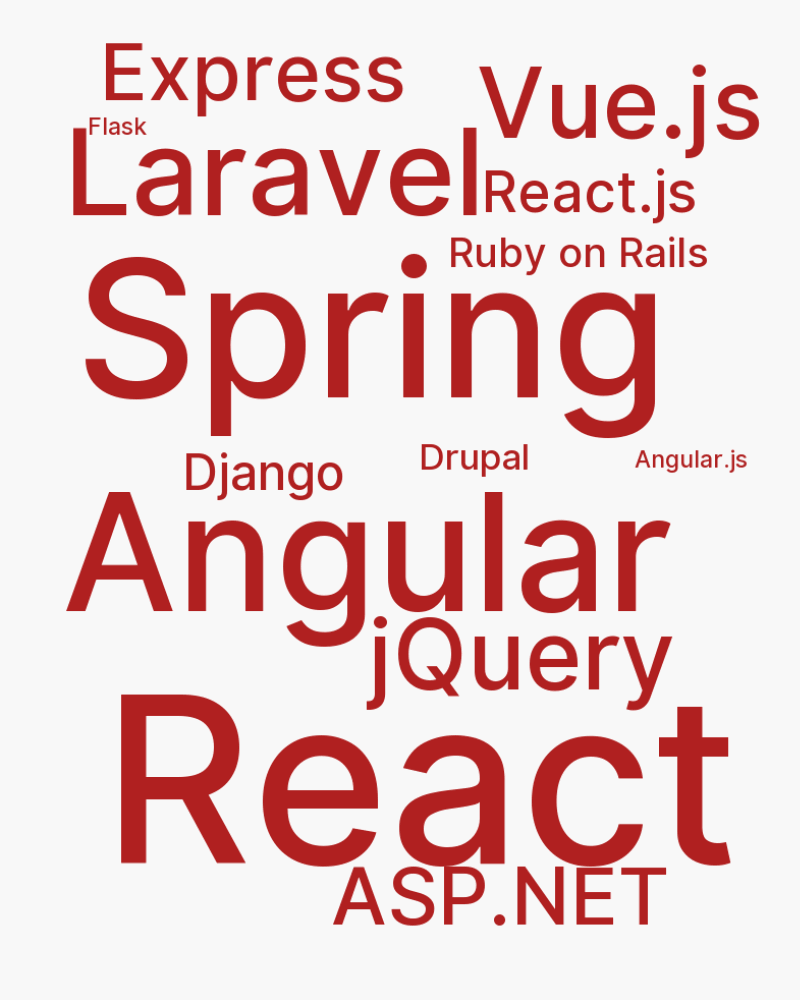 Express
Vue.js
Flask
Laravel
React.js
Ruby on Rails
Spring
Django
Drupal
Angular.js
Angular
jQuery
React
ASP.NET